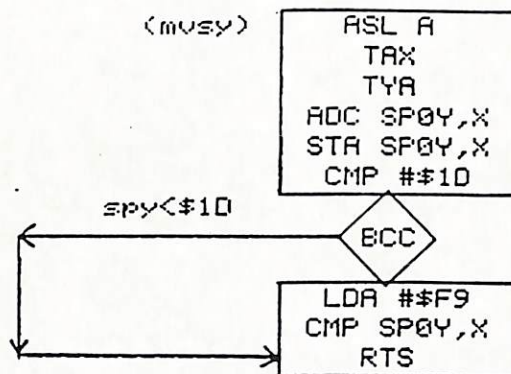 (mvsy)
ASL A
TAX
TYA
ADC SP0Y,X
STA SP0Y,X
CMP #$1D
spy<$1D
BCC
LDA #$F9
CMP SP0Y,X
RTS